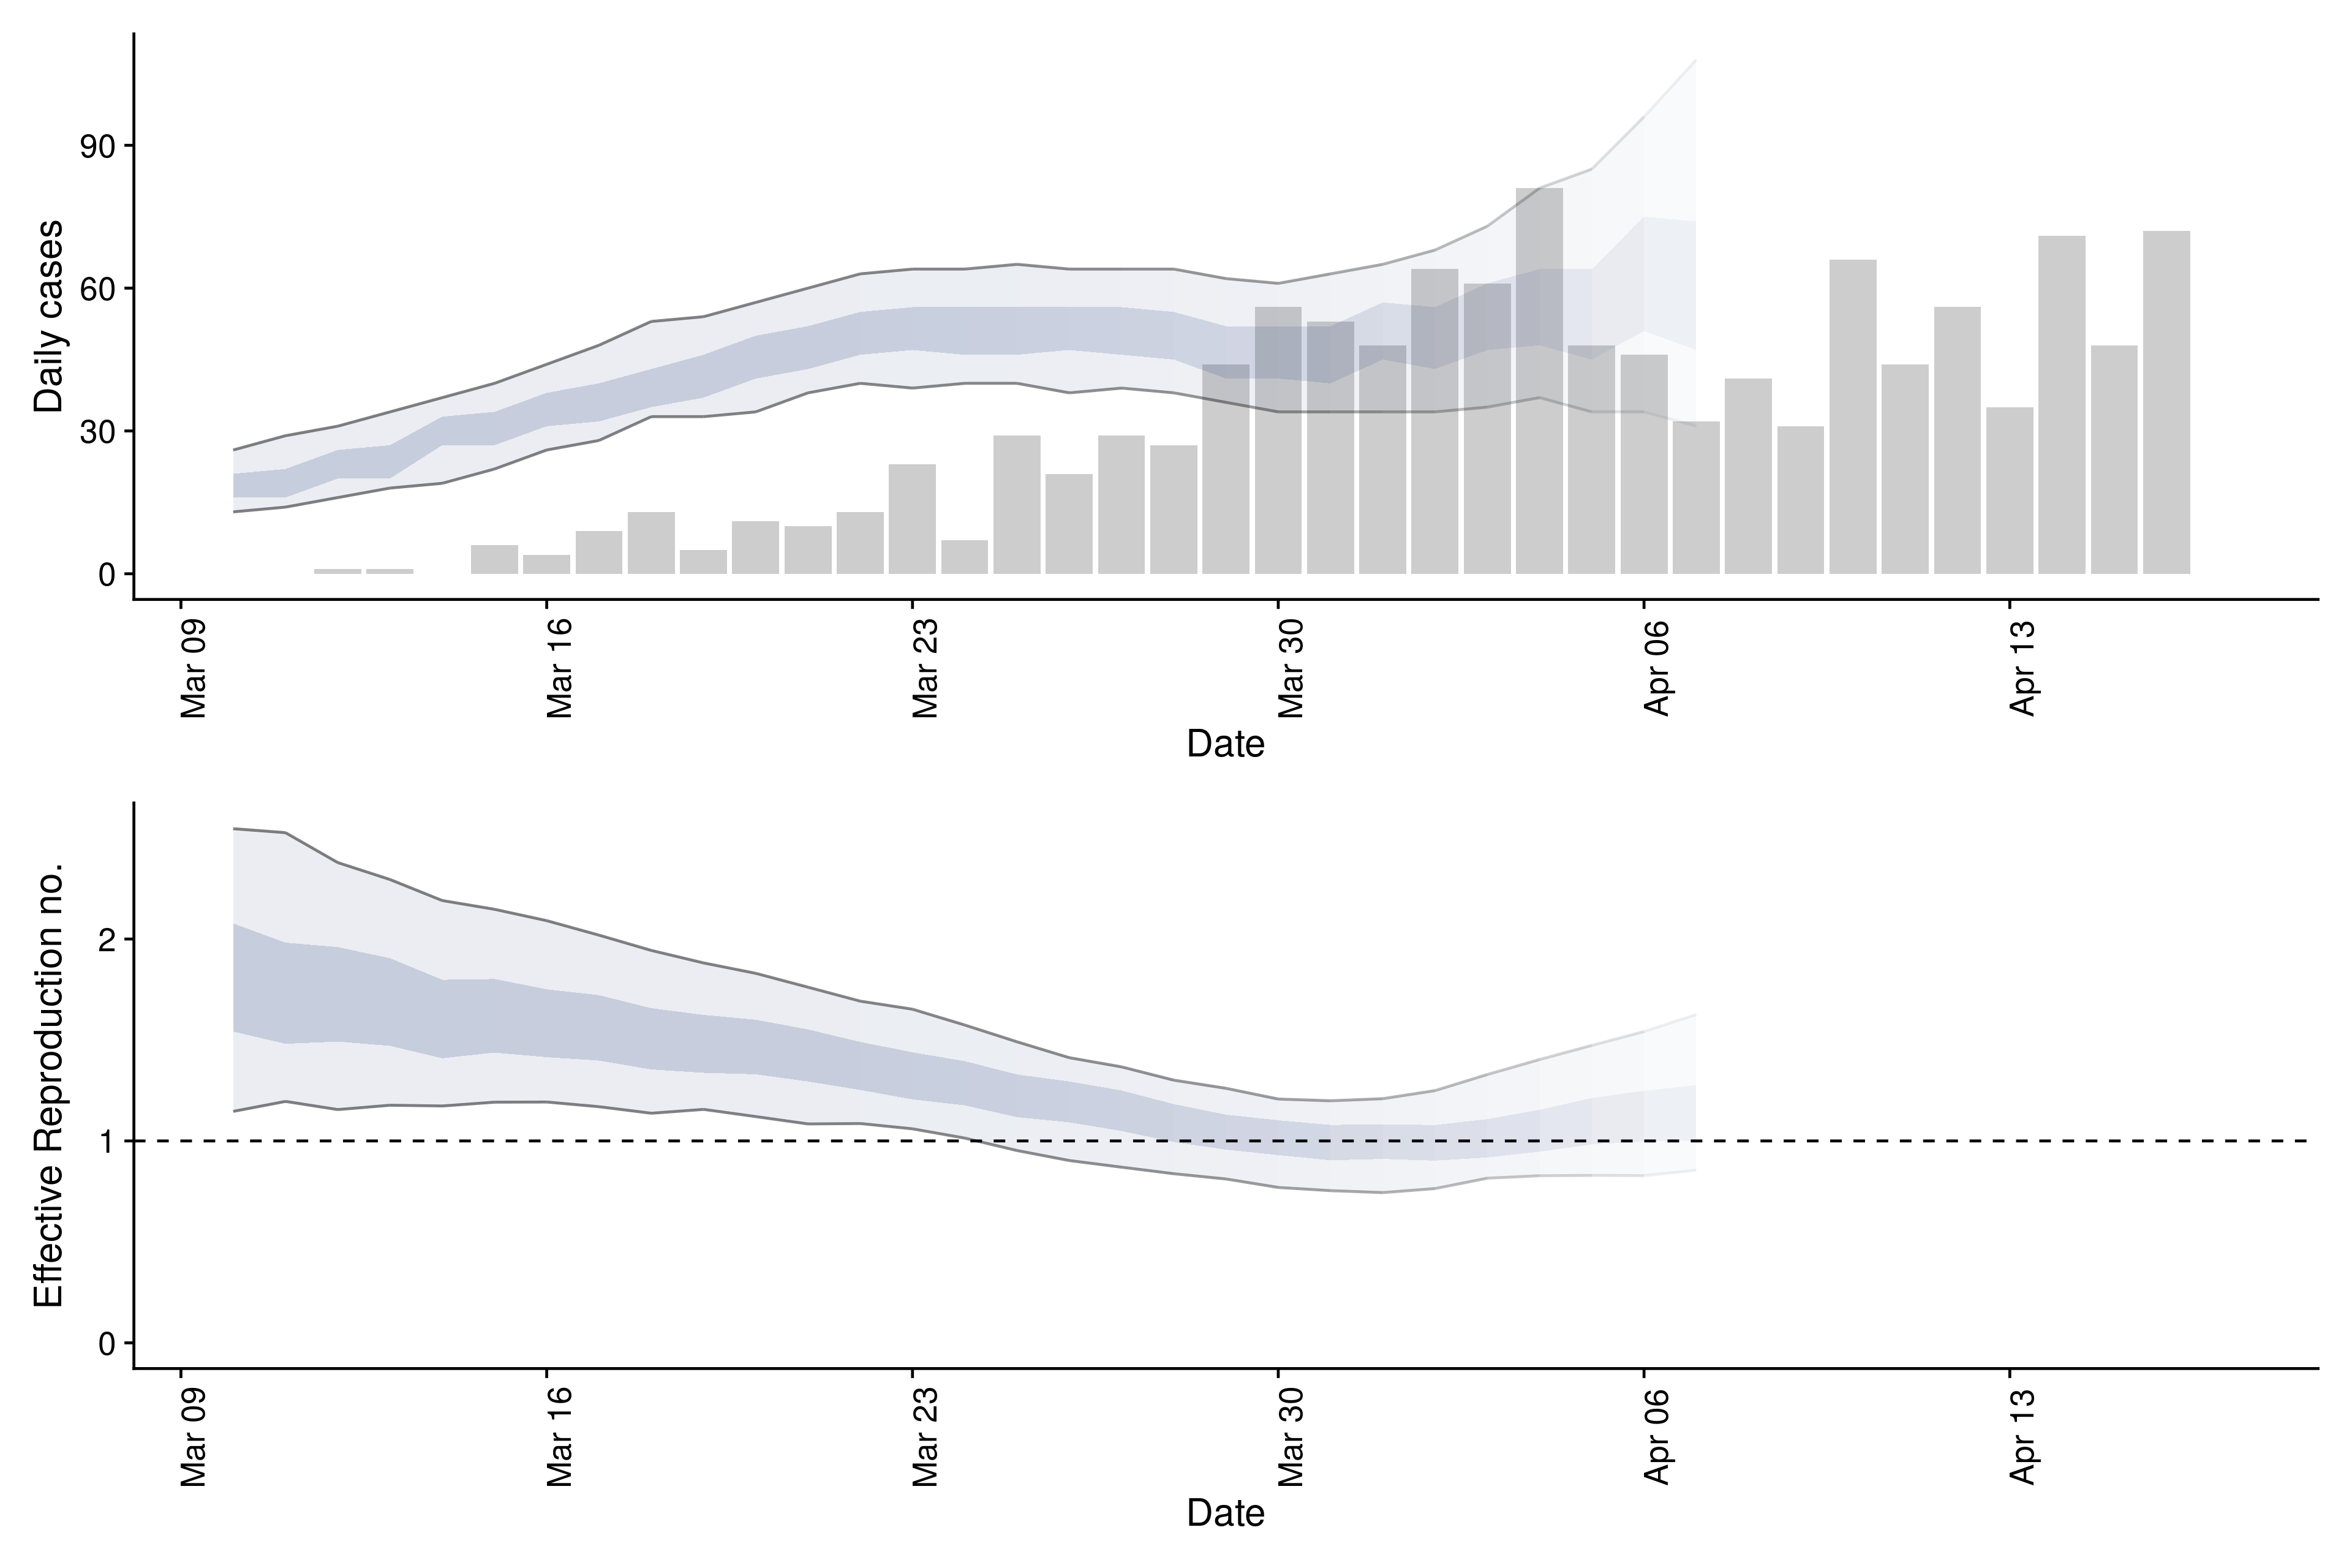 Daily cases
90
60
30
0
Mar 09
Mar 16
Mar 23
Mar 30
Apr 06
Apr 13
Date
Effective Reproduction no.
2
1
0
Mar 09
Mar 16
Mar 23
Mar 30
Apr 06
Apr 13
Date